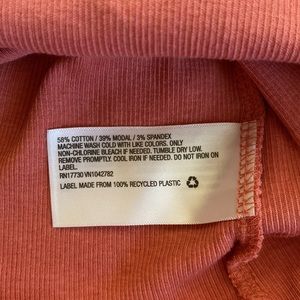 58% COTTON / 39% MODAL / 3% SPANDEX
MACHINE WASH COLD WITH LIKE COLORS. ONLY
NON-CHLORINE BLEACH IF NEEDED. TUMBLE DRY LOW.
REMOVE PROMPTLY. COOL IRON IF NEEDED. DO NOT IRON ON
LABEL.
RN17730 VN1042782
LABEL MADE FROM 100% RECYCLED PLASTIC